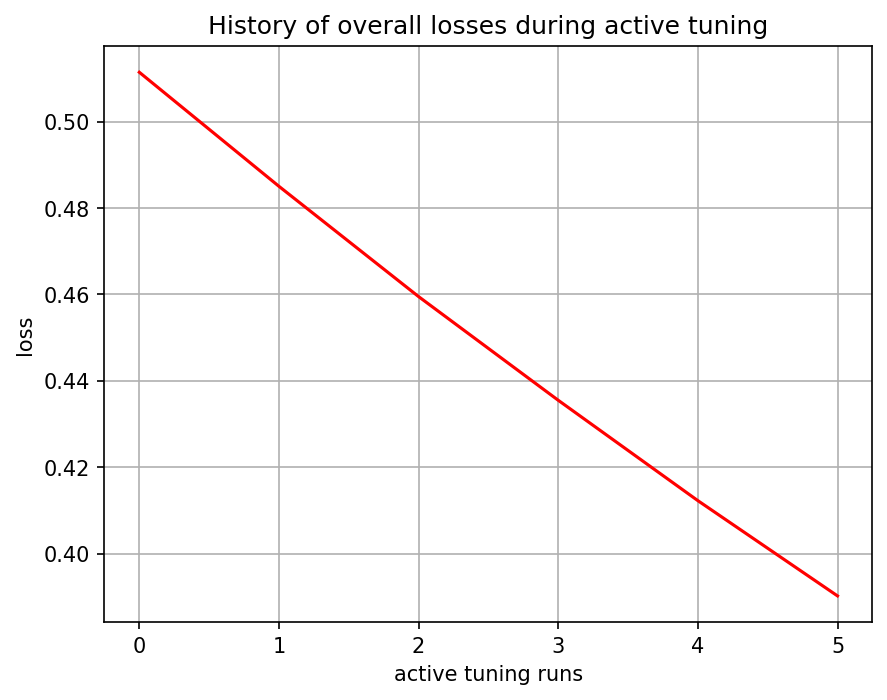 History of overall losses during active tuning
0.50
0.48
0.46
0.44
0.42
0.40
loss
0 1 2 3 4 5
active tuning runs